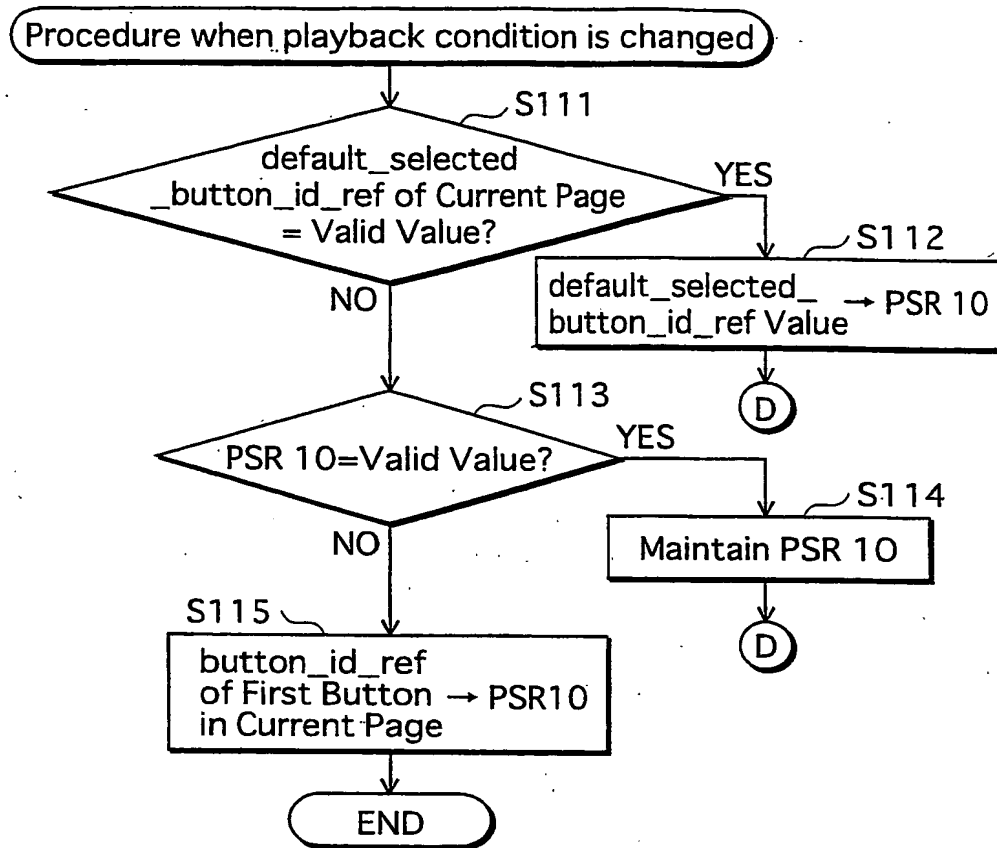 Procedure when playback condition is changed
S111
default_selected
_button_id_ref of Current Page
= Valid Value?
YES
NO
S112
default_selected_
button_id_ref Value → PSR 10
D
S113
PSR 10=Valid Value?
YES
NO
S114
Maintain PSR 10
D
S115
button_id_ref
of First Button → PSR10
in Current Page
END